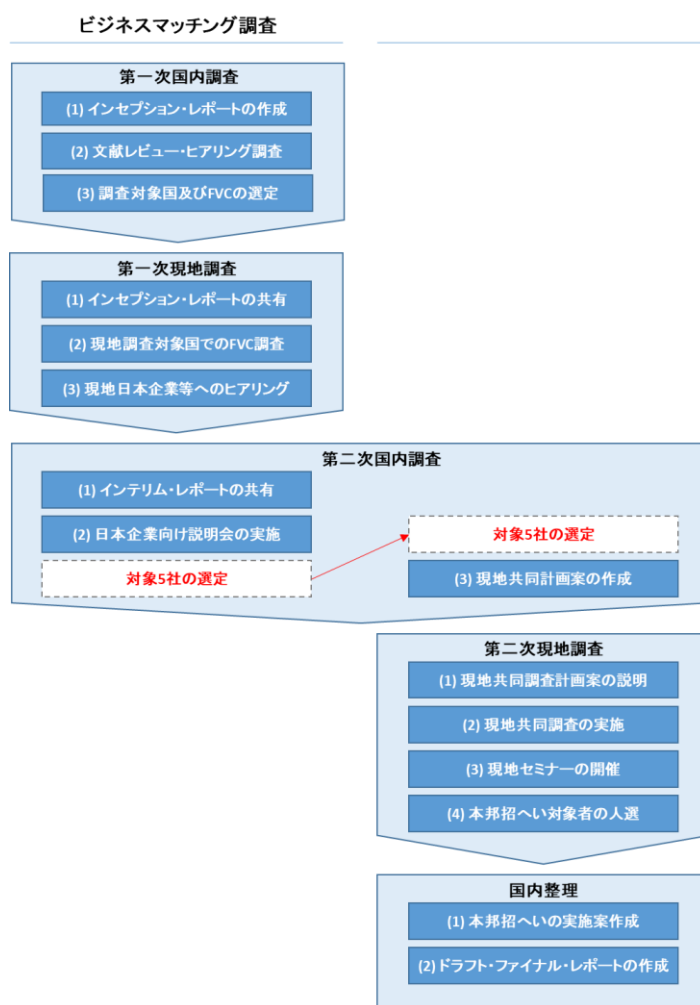 ビジネスマッチング調査
第一次国内調査
(1) インセプション・レポートの作成
(2) 文献レビュー・ヒアリング調査
(3) 調査対象国及びFVCの選定
第一次現地調査
(1) インセプション・レポートの共有
(2) 現地調査対象国でのFVC調査
(3) 現地日本企業等へのヒアリング
第二次国内調査
(1) インテリム・レポートの共有
(2) 日本企業向け説明会の実施
対象5社の選定
対象5社の選定
(3) 現地共同計画案の作成
第二次現地調査
(1) 現地共同調査計画案の説明
(2) 現地共同調査の実施
(3) 現地セミナーの開催
(4) 本邦招へい対象者の人選
国内整理
(1) 本邦招へいの実施案作成
(2) ドラフト・ファイナル・レポートの作成